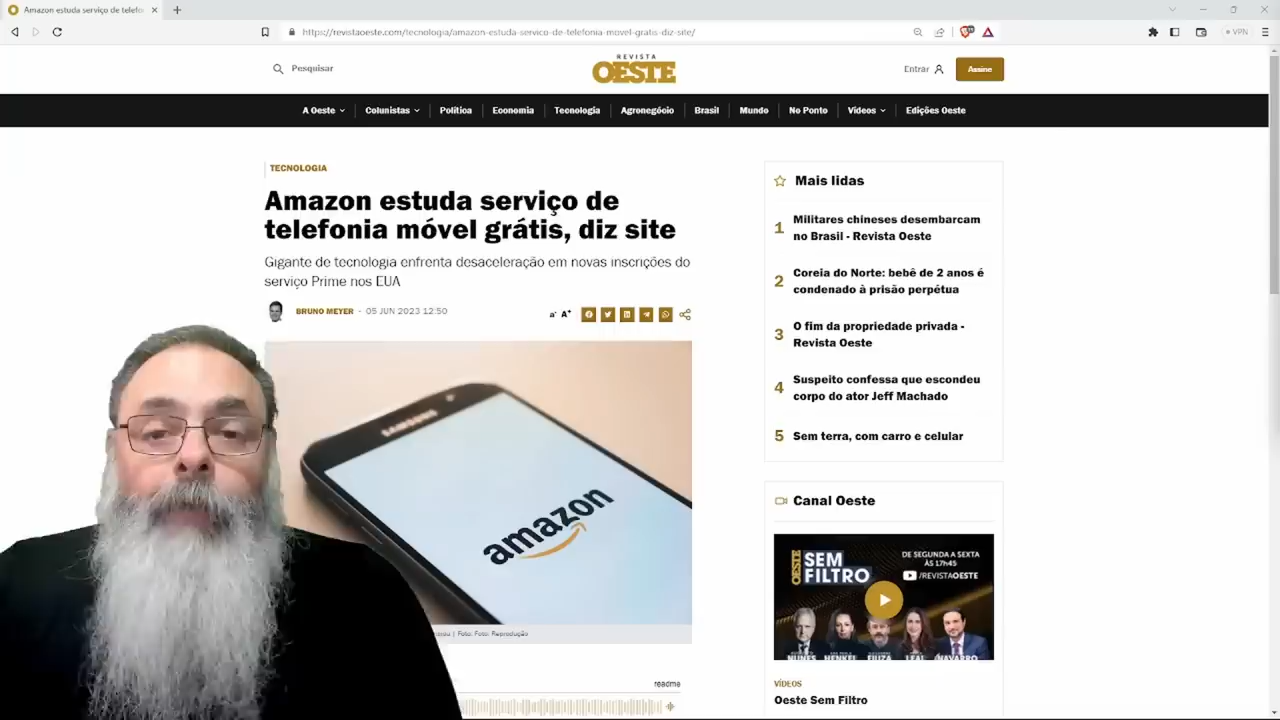 Amazon estuda serviço de telefo
https://revistaoeste.com/tecnologia/amazon-estuda-servico-de-telefonia-movel-gratis-diz-site/
VPN
Pesquisar
REVISTA
OESTE
Entrar
Assine
A Oeste
Colunistas
Política
Economia
Tecnologia
Agronegócio
Brasil
Mundo
No Ponto
Vídeos
Edições Oeste
TECNOLOGIA
Amazon estuda serviço de
telefonia móvel grátis, diz site
Gigante de tecnologia enfrenta desaceleração em novas inscrições do
serviço Prime nos EUA
BRUNO MEYER - 05 JUN 2023 12:50
a- A+
SAMSUNG
amazon
| Foto: Foto: Reprodução
readme
Mais lidas
1
Militares chineses desembarcam
no Brasil - Revista Oeste
2
Coreia do Norte: bebê de 2 anos é
condenado à prisão perpétua
3
O fim da propriedade privada -
Revista Oeste
4
Suspeito confessa que escondeu
corpo do ator Jeff Machado
5
Sem terra, com carro e celular
Canal Oeste
OESTE
SEM
FILTRO
DE SEGUNDA A SEXTA
ÀS 17h45
/REVISTAOESTE
NUNES
HENKEL
FIUZA
LEAL
NAVARRO
VÍDEOS
Oeste Sem Filtro